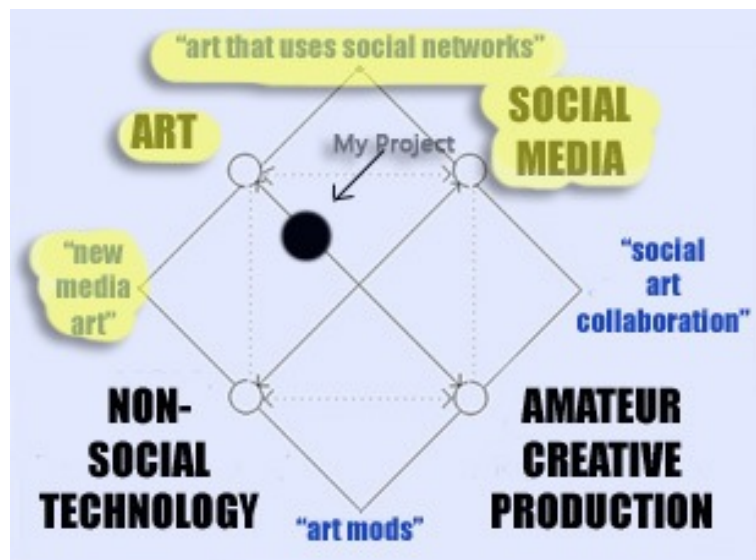 “art that uses social networks”
ART
SOCIAL
MEDIA
My Project
“new
media
art”
“social
art
collaboration”
NON-
SOCIAL
TECHNOLOGY
AMATEUR
CREATIVE
PRODUCTION
“art mods”